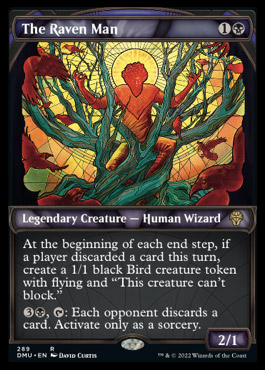 The Raven Man 1
Legendary Creature — Human Wizard
At the beginning of each end step, if
a player discarded a card this turn,
create a 1/1 black Bird creature token
with flying and “This creature can't
block.”
3, : Each opponent discards a
card. Activate only as a sorcery.
2/1
289 R
DMU • EN DAVID CURTIS
™ & © 2022 Wizards of the Coast